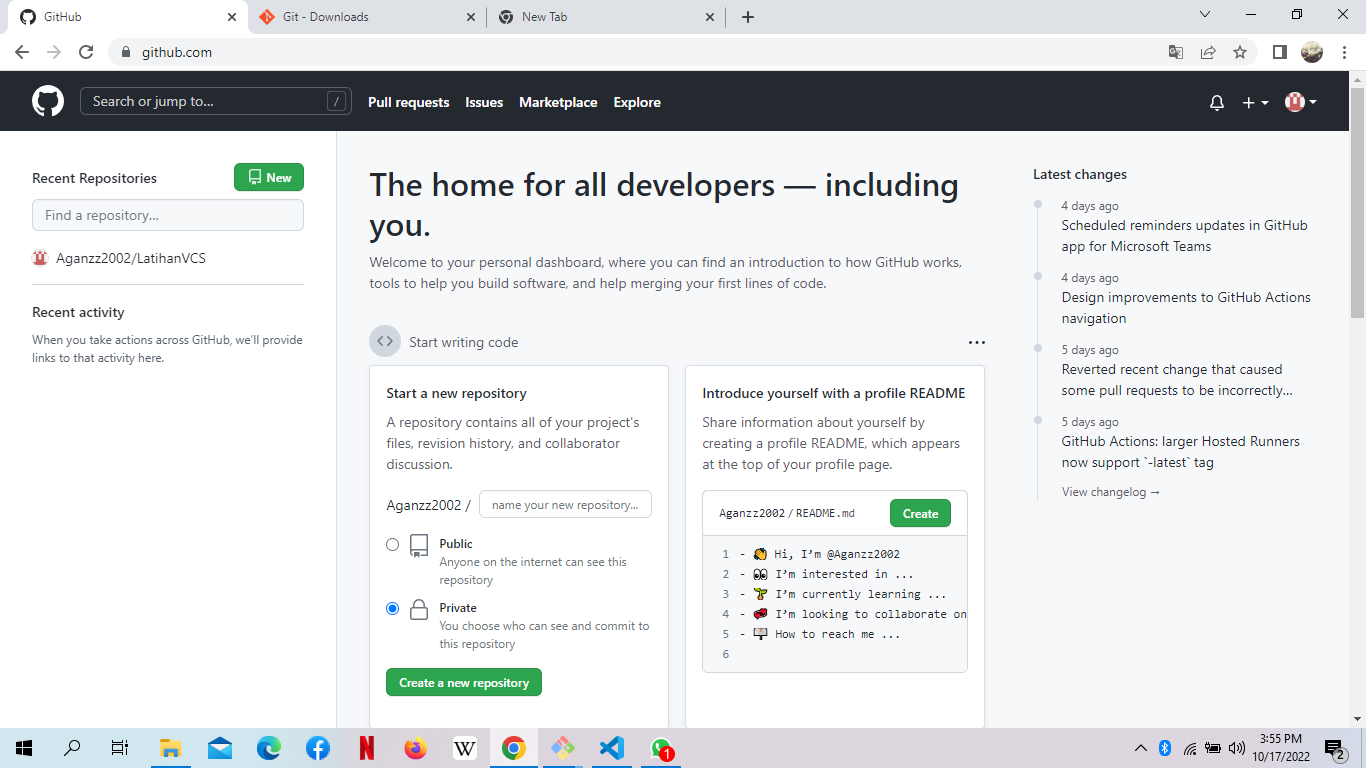 GitHub
Git - Downloads
New Tab
github.com
Search or jump to...
/
Pull requests
Issues
Marketplace
Explore
Recent Repositories
New
Find a repository...
Aganzz2002/LatihanVCS
Recent activity
When you take actions across GitHub, we'll provide
links to that activity here.
The home for all developers — including
you.
Welcome to your personal dashboard, where you can find an introduction to how GitHub works,
tools to help you build software, and help merging your first lines of code.
Start writing code
Start a new repository
A repository contains all of your project's
files, revision history, and collaborator
discussion.
Aganzz2002 /
name your new repository...
Public
Anyone on the internet can see this
repository
Private
You choose who can see and commit to
this repository
Create a new repository
Introduce yourself with a profile README
Share information about yourself by
creating a profile README, which appears
at the top of your profile page.
Aganzz2002 / README.md
Create
1 - 👋 Hi, I'm @Aganzz2002
2 - 👀 I'm interested in ...
3 - 🌱 I'm currently learning ...
4 - 💞️ I'm looking to collaborate on
5 - 📫 How to reach me ...
6
Latest changes
4 days ago
Scheduled reminders updates in GitHub
app for Microsoft Teams
4 days ago
Design improvements to GitHub Actions
navigation
5 days ago
Reverted recent change that caused
some pull requests to be incorrectly...
5 days ago
GitHub Actions: larger Hosted Runners
now support `-latest` tag
View changelog →
N
W
1
3:55 PM
10/17/2022
2